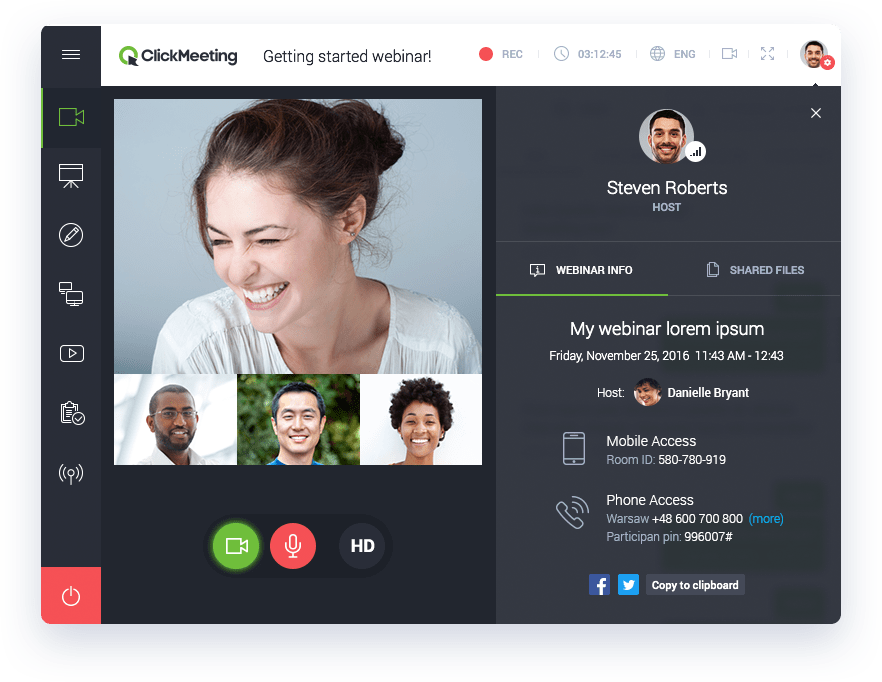 ClickMeeting
Getting started webinar!
REC
03:12:45
ENG
Steven Roberts
HOST
WEBINAR INFO
SHARED FILES
My webinar lorem ipsum
Friday, November 25, 2016 11:43 AM - 12:43
Host: Danielle Bryant
Mobile Access
Room ID: 580-780-919
Phone Access
Warsaw +48 600 700 800 (more)
Participan pin: 996007#
HD
Copy to clipboard